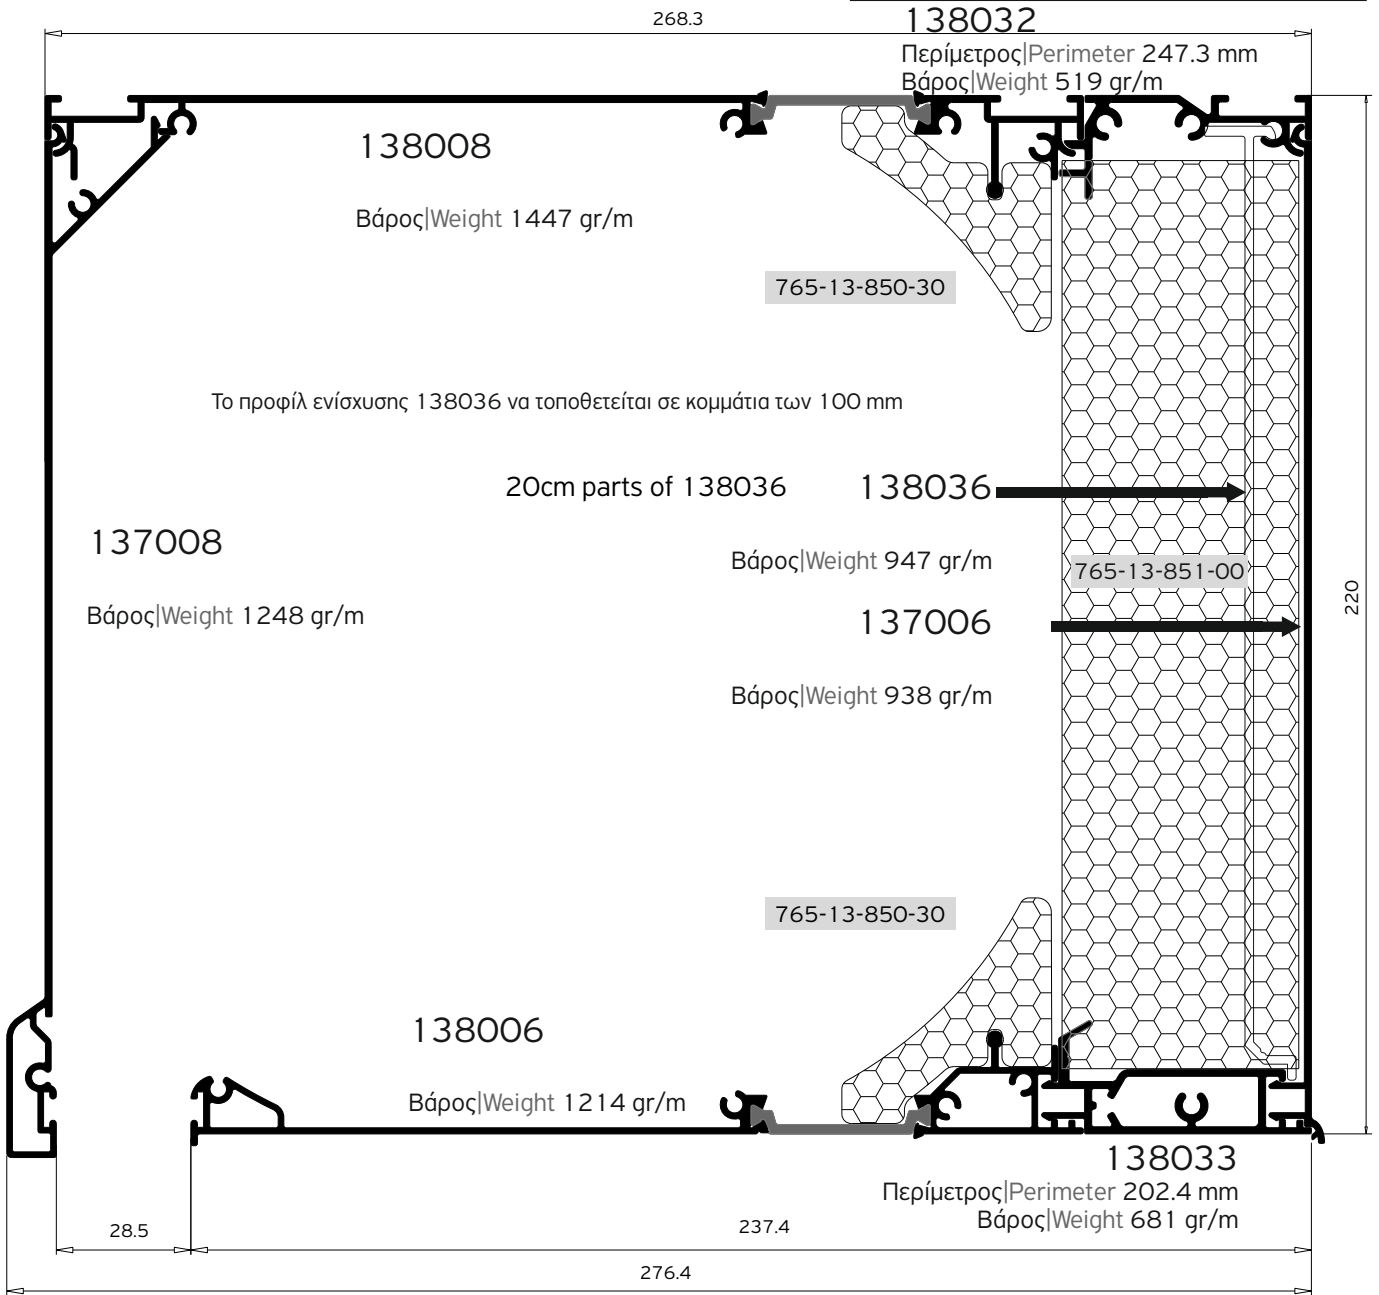 268.3
138032
Περίμετρος|Perimeter 247.3 mm
Βάρος|Weight 519 gr/m
138008
Βάρος|Weight 1447 gr/m
765-13-850-30
Το προφίλ ενίσχυσης 138036 να τοποθετείται σε κομμάτια των 100 mm
20cm parts of 138036
138036
137008
Βάρος|Weight 947 gr/m
765-13-851-00
220
Βάρος|Weight 1248 gr/m
137006
Βάρος|Weight 938 gr/m
765-13-850-30
138006
Βάρος|Weight 1214 gr/m
138033
Περίμετρος|Perimeter 202.4 mm
Βάρος|Weight 681 gr/m
28.5
237.4
276.4